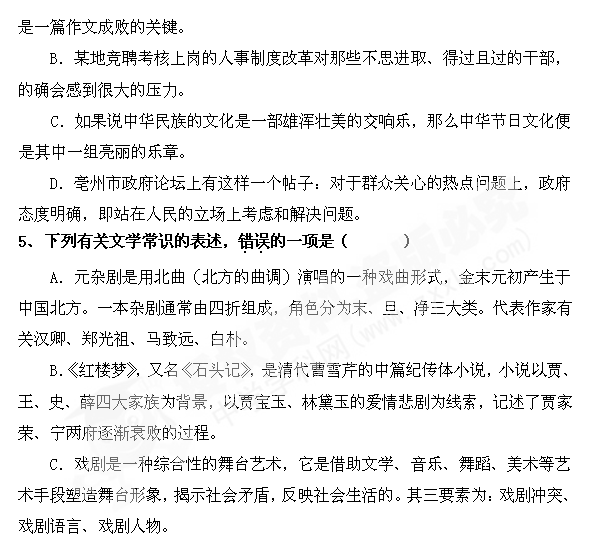 是一篇作文成败的关键。
B．某地竞聘考核上岗的人事制度改革对那些不思进取、得过且过的干部，
的确会感到很大的压力。
C．如果说中华民族的文化是一部雄浑壮美的交响乐，那么中华节日文化便
是其中一组亮丽的乐章。
D．亳州市政府论坛上有这样一个帖子：对于群众关心的热点问题上，政府
态度明确，即站在人民的立场上考虑和解决问题。
5、下列有关文学常识的表述，错误的一项是（　　　）
A．元杂剧是用北曲（北方的曲调）演唱的一种戏曲形式，金末元初产生于
中国北方。一本杂剧通常由四折组成，角色分为末、旦、净三大类。代表作家有
关汉卿、郑光祖、马致远、白朴。
B．《红楼梦》，又名《石头记》，是清代曹雪芹的中篇纪传体小说，小说以贾、
王、史、薛四大家族为背景，以贾宝玉、林黛玉的爱情悲剧为线索，记述了贾家
荣、宁两府逐渐衰败的过程。
C．戏剧是一种综合性的舞台艺术，它是借助文学、音乐、舞蹈、美术等艺
术手段塑造舞台形象，揭示社会矛盾，反映社会生活的。其三要素为：戏剧冲突、
戏剧语言、戏剧人物。